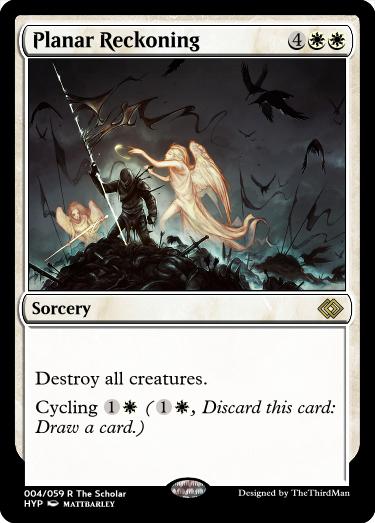 Planar Reckoning 4
Sorcery
Destroy all creatures.
Cycling 1 ( 1 , Discard this card:
Draw a card.)
004/059 R The Scholar
HYP MATTBARLEY
Designed by TheThirdMan